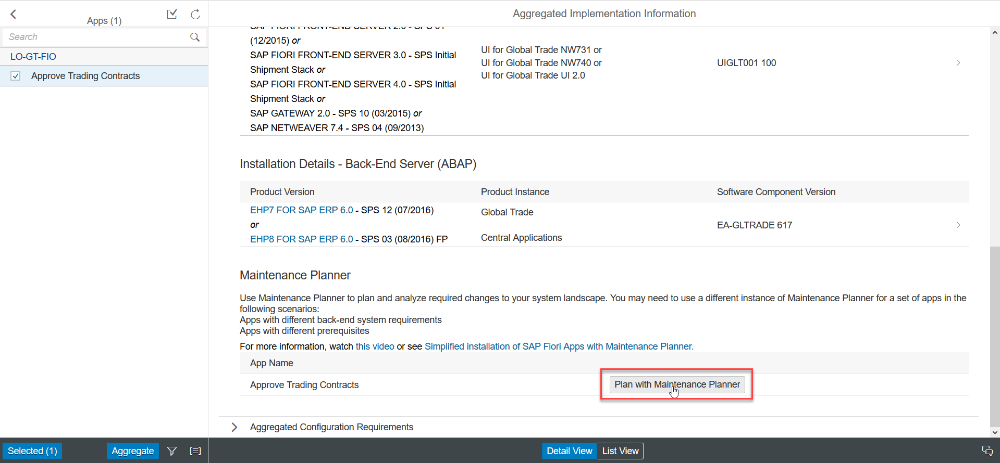 Apps (1)
Search
LO-GT-FIO
Approve Trading Contracts
Aggregated Implementation Information
SAP FIORI FRONT-END SERVER 2.0 - SPS 01
(12/2015) or
SAP FIORI FRONT-END SERVER 3.0 - SPS Initial
Shipment Stack or
SAP FIORI FRONT-END SERVER 4.0 - SPS Initial
Shipment Stack or
SAP GATEWAY 2.0 - SPS 10 (03/2015) or
SAP NETWEAVER 7.4 - SPS 04 (09/2013)
UI for Global Trade NW731 or
UI for Global Trade NW740 or
UI for Global Trade UI 2.0
UIGLT001 100
Installation Details - Back-End Server (ABAP)
Product Version
Product Instance
Software Component Version
EHP7 FOR SAP ERP 6.0 - SPS 12 (07/2016)
or
EHP8 FOR SAP ERP 6.0 - SPS 03 (08/2016) FP
Global Trade
Central Applications
EA-GLTRADE 617
Maintenance Planner
Use Maintenance Planner to plan and analyze required changes to your system landscape. You may need to use a different instance of Maintenance Planner for a set of apps in the
following scenarios:
Apps with different back-end system requirements
Apps with different prerequisites
For more information, watch this video or see Simplified installation of SAP Fiori Apps with Maintenance Planner.
App Name
Approve Trading Contracts
Plan with Maintenance Planner
Aggregated Configuration Requirements
Selected (1)
Aggregate
Detail View
List View